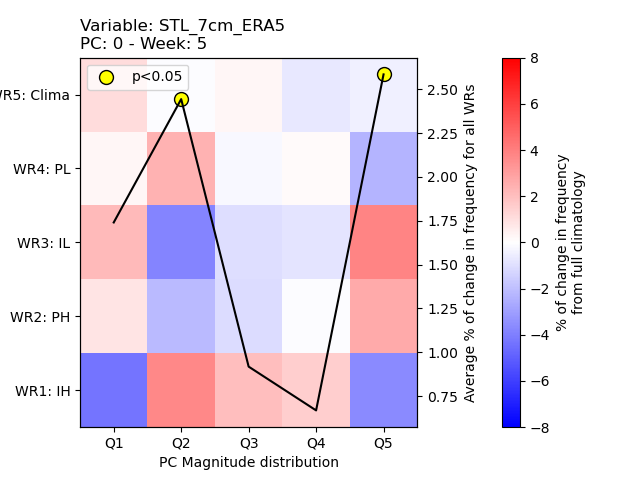 Variable: STL_7cm_ERA5
PC: 0 - Week: 5
p<0.05
WR5: Clima
WR4: PL
WR3: IL
WR2: PH
WR1: IH
Q1 Q2 Q3 Q4 Q5
PC Magnitude distribution
2.50
2.25
2.00
1.75
1.50
1.25
1.00
0.75
Average % of change in frequency for all WRs
8
6
4
2
0
−2
−4
−6
−8
% of change in frequency
from full climatology